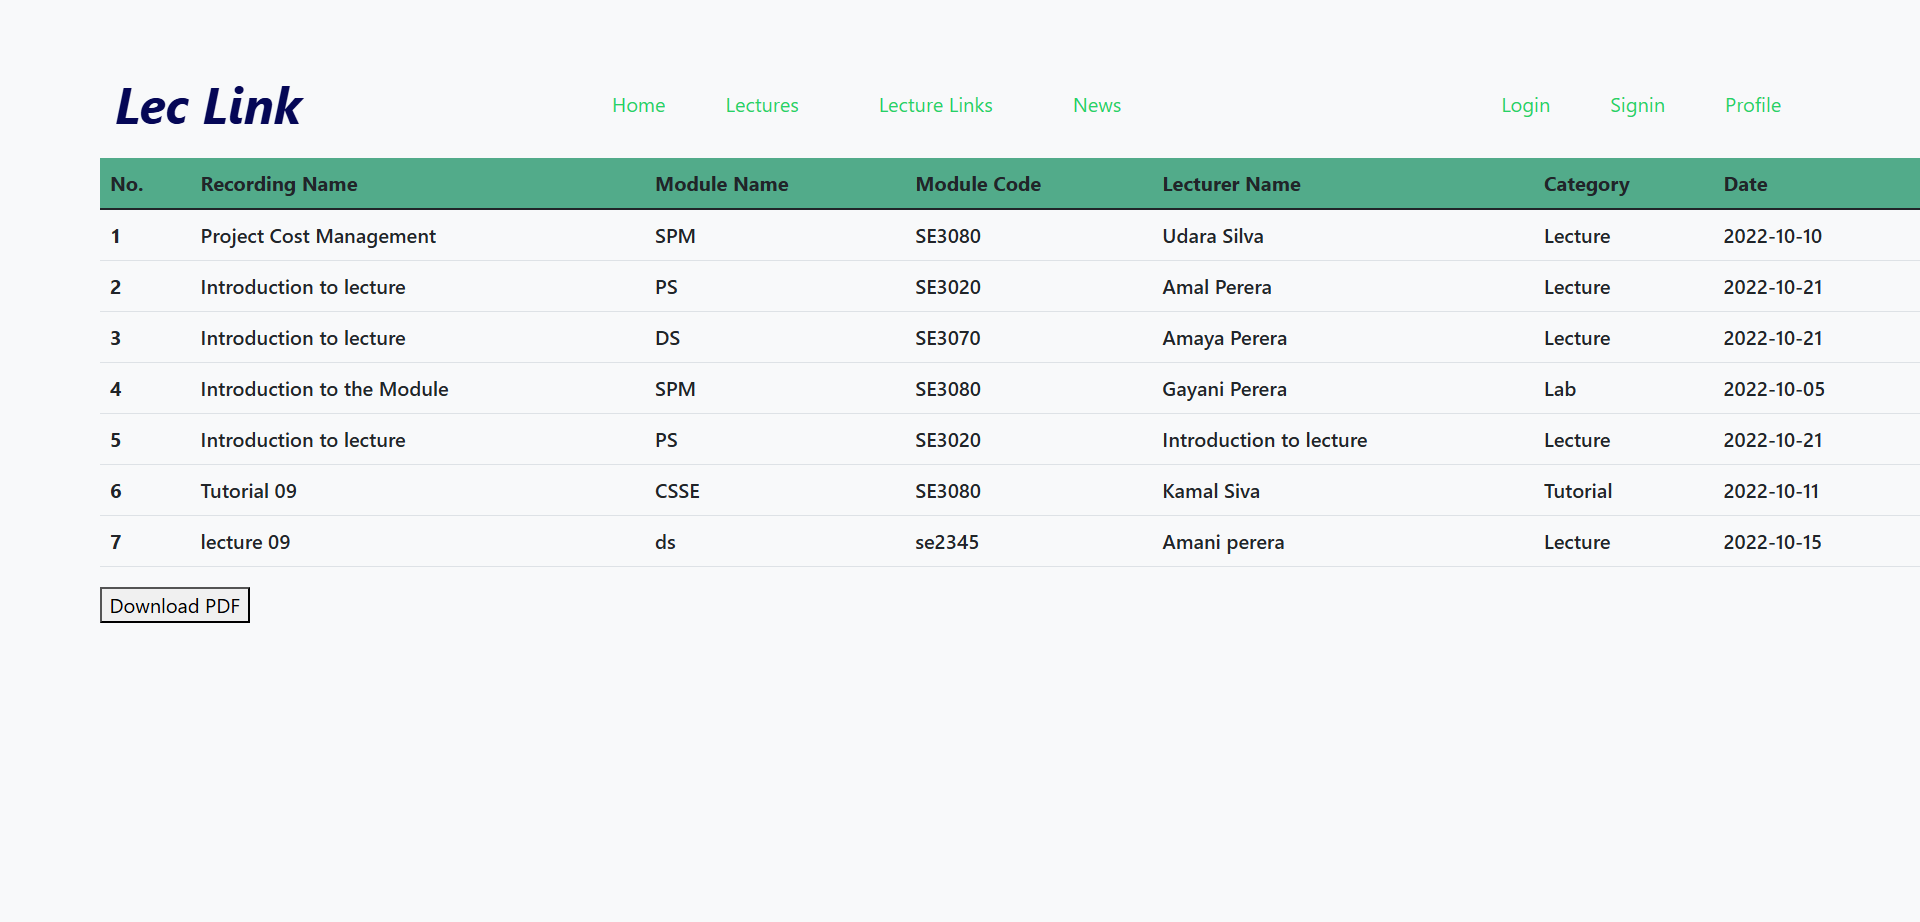 Lec Link Home Lectures Lecture Links News Login Signin Profile
No. Recording Name Module Name Module Code Lecturer Name Category Date
1 Project Cost Management SPM SE3080 Udara Silva Lecture 2022-10-10
2 Introduction to lecture PS SE3020 Amal Perera Lecture 2022-10-21
3 Introduction to lecture DS SE3070 Amaya Perera Lecture 2022-10-21
4 Introduction to the Module SPM SE3080 Gayani Perera Lab 2022-10-05
5 Introduction to lecture PS SE3020 Introduction to lecture Lecture 2022-10-21
6 Tutorial 09 CSSE SE3080 Kamal Siva Tutorial 2022-10-11
7 lecture 09 ds se2345 Amani perera Lecture 2022-10-15
Download PDF